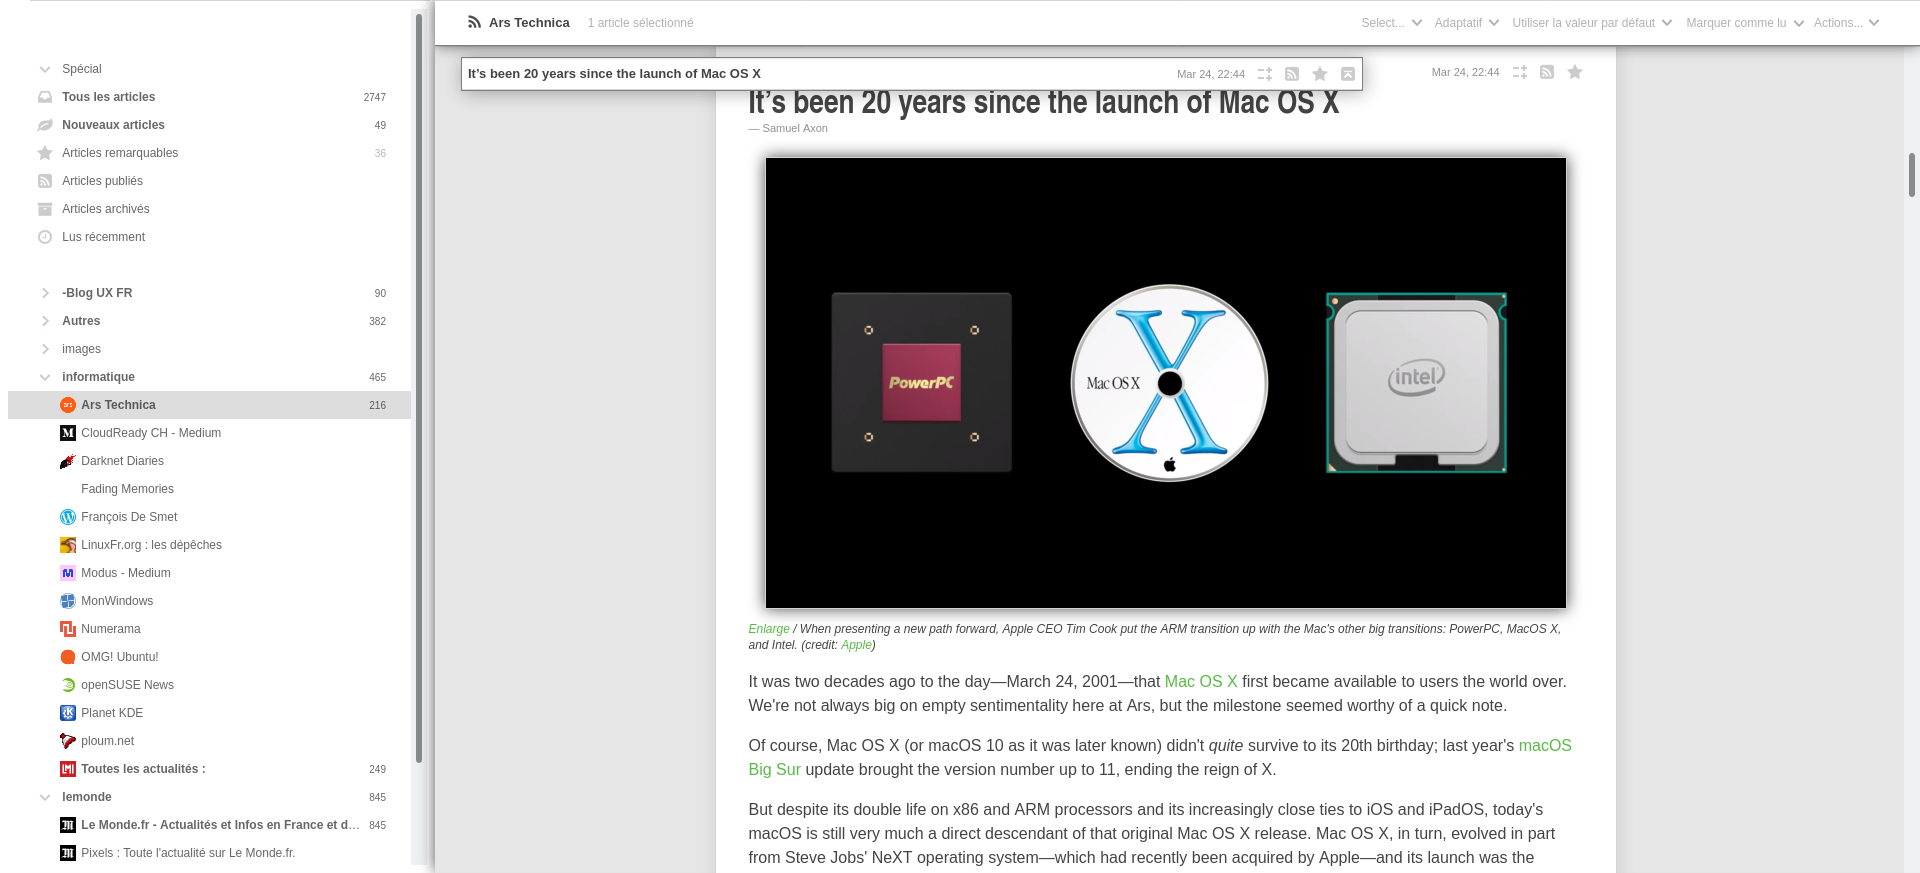 Ars Technica 1 article sélectionné Select... Adaptatif Utiliser la valeur par défaut Marquer comme lu Actions...
Spécial
Tous les articles 2747
Nouveaux articles 49
Articles remarquables 36
Articles publiés
Articles archivés
Lus récemment
-Blog UX FR 90
Autres 382
images
informatique 465
Ars Technica 216
CloudReady CH - Medium
Darknet Diaries
Fading Memories
François De Smet
LinuxFr.org : les dépêches
Modus - Medium
MonWindows
Numerama
OMG! Ubuntu!
openSUSE News
Planet KDE
ploum.net
Toutes les actualités : 249
lemonde 845
Le Monde.fr - Actualités et Infos en France et d… 845
Pixels : Toute l'actualité sur Le Monde.fr.
It’s been 20 years since the launch of Mac OS X Mar 24, 22:44
Mar 24, 22:44
It’s been 20 years since the launch of Mac OS X
— Samuel Axon
PowerPC
Mac OS X
intel
Enlarge / When presenting a new path forward, Apple CEO Tim Cook put the ARM transition up with the Mac's other big transitions: PowerPC, MacOS X,
and Intel. (credit: Apple)
It was two decades ago to the day—March 24, 2001—that Mac OS X first became available to users the world over.
We're not always big on empty sentimentality here at Ars, but the milestone seemed worthy of a quick note.
Of course, Mac OS X (or macOS 10 as it was later known) didn't quite survive to its 20th birthday; last year's macOS
Big Sur update brought the version number up to 11, ending the reign of X.
But despite its double life on x86 and ARM processors and its increasingly close ties to iOS and iPadOS, today's
macOS is still very much a direct descendant of that original Mac OS X release. Mac OS X, in turn, evolved in part
from Steve Jobs' NeXT operating system—which had recently been acquired by Apple—and its launch was the